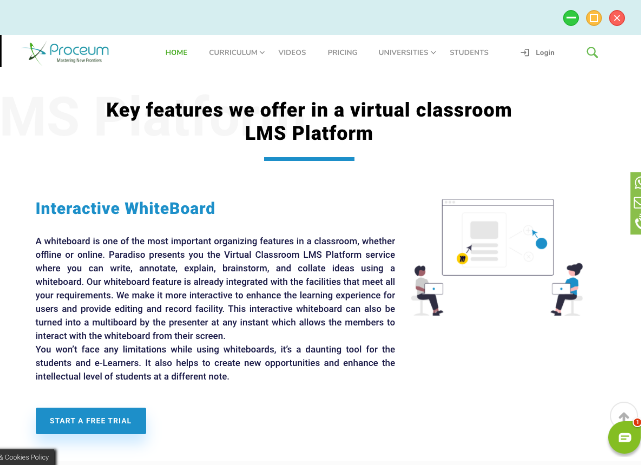 Proceum
Mastering New Frontiers
HOME CURRICULUM VIDEOS PRICING UNIVERSITIES STUDENTS Login
MS Platform
Key features we offer in a virtual classroom
LMS Platform
Interactive WhiteBoard
A whiteboard is one of the most important organizing features in a classroom, whether
offline or online. Paradiso presents you the Virtual Classroom LMS Platform service
where you can write, annotate, explain, brainstorm, and collate ideas using a
whiteboard. Our whiteboard feature is already integrated with the facilities that meet all
your requirements. We make it more interactive to enhance the learning experience for
users and provide editing and record facility. This interactive whiteboard can also be
turned into a multiboard by the presenter at any instant which allows the members to
interact with the whiteboard from their screen.
You won't face any limitations while using whiteboards, it's a daunting tool for the
students and e-Learners. It also helps to create new opportunities and enhance the
intellectual level of students at a different note.
START A FREE TRIAL
1
& Cookies Policy